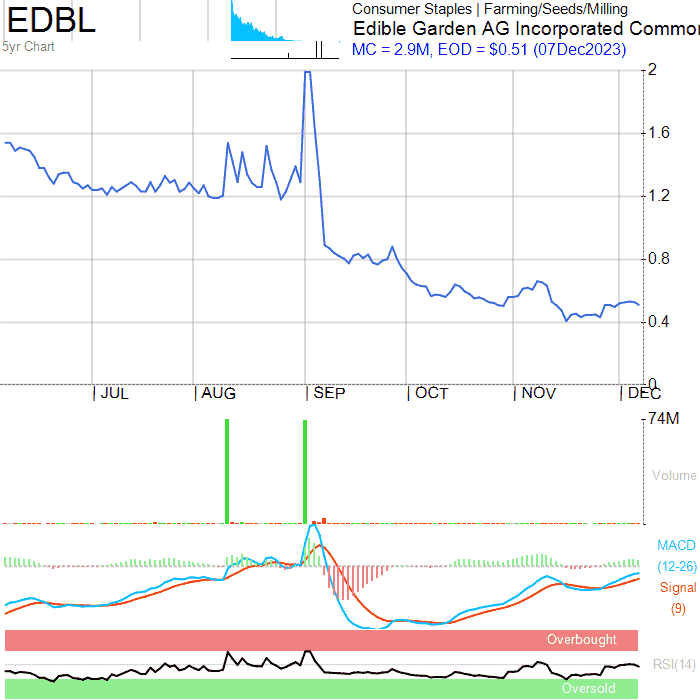 EDBL
5yr Chart
Consumer Staples | Farming/Seeds/Milling
Edible Garden AG Incorporated Common
MC = 2.9M, EOD = $0.51 (07Dec2023)
2
1.6
1.2
0.8
0.4
0
JUL AUG SEP OCT NOV DEC
74M
Volume
MACD
(12-26)
Signal
(9)
Overbought
RSI(14)
Oversold